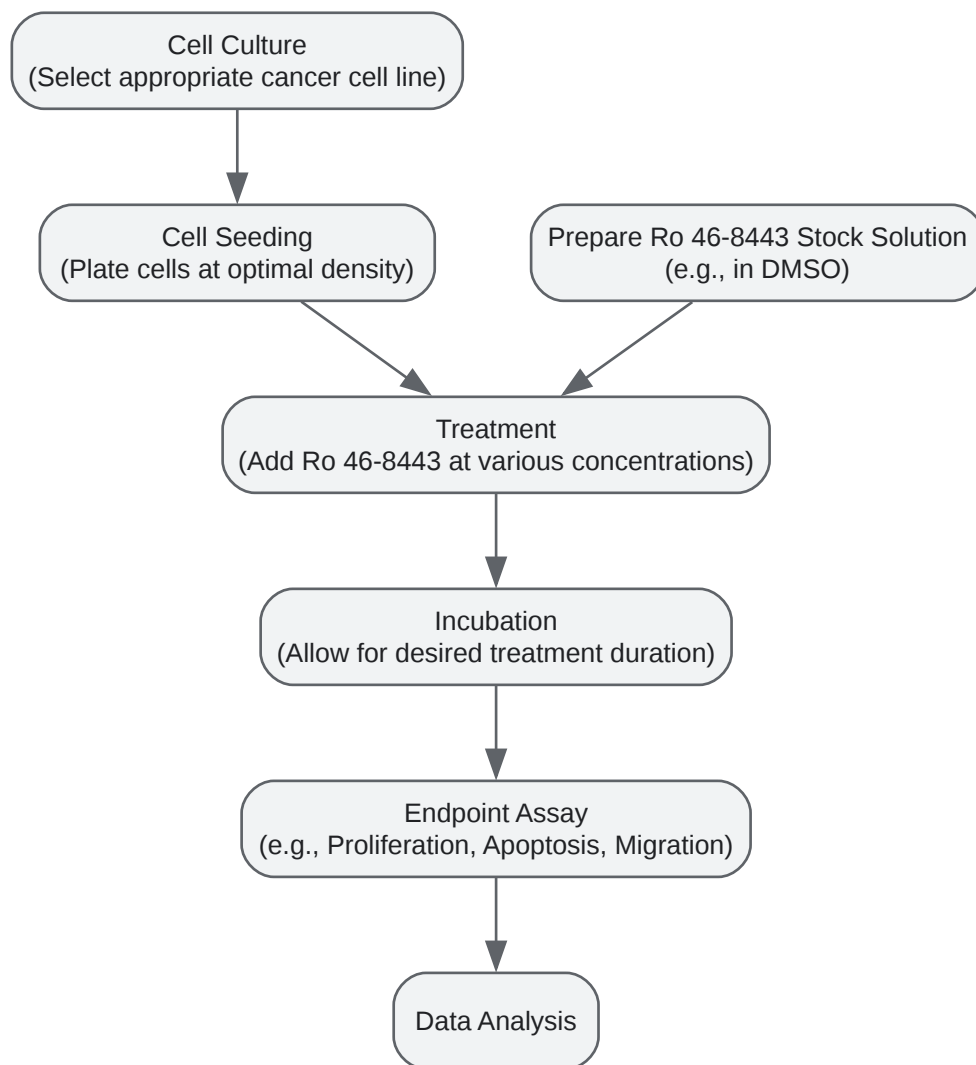 Cell Culture
(Select appropriate cancer cell line)
Cell Seeding
(Plate cells at optimal density)
Prepare Ro 46-8443 Stock Solution
(e.g., in DMSO)
Treatment
(Add Ro 46-8443 at various concentrations)
Incubation
(Allow for desired treatment duration)
Endpoint Assay
(e.g., Proliferation, Apoptosis, Migration)
Data Analysis